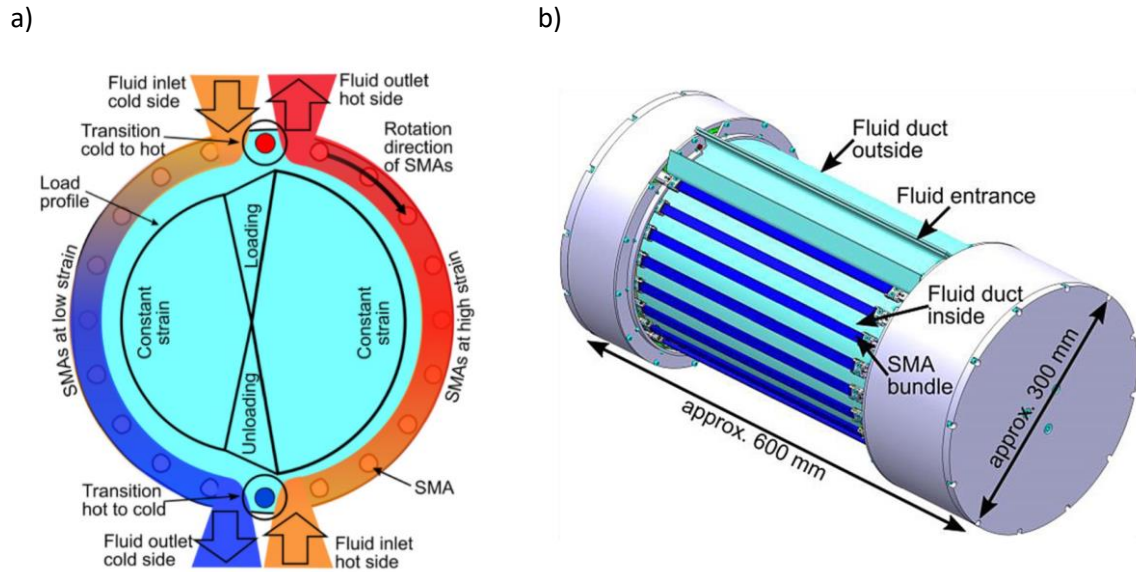 a)
b)
Fluid inlet
cold side
Fluid outlet
hot side
Transition
cold to hot
Rotation
direction
of SMAs
Load
profile
Loading
SMAs at low strain
Constant
strain
Constant
strain
SMAs at high strain
Unloading
SMA
Transition
hot to cold
Fluid outlet
cold side
Fluid inlet
hot side
Fluid duct
outside
Fluid entrance
Fluid duct
inside
SMA
bundle
approx. 600 mm
approx. 300 mm